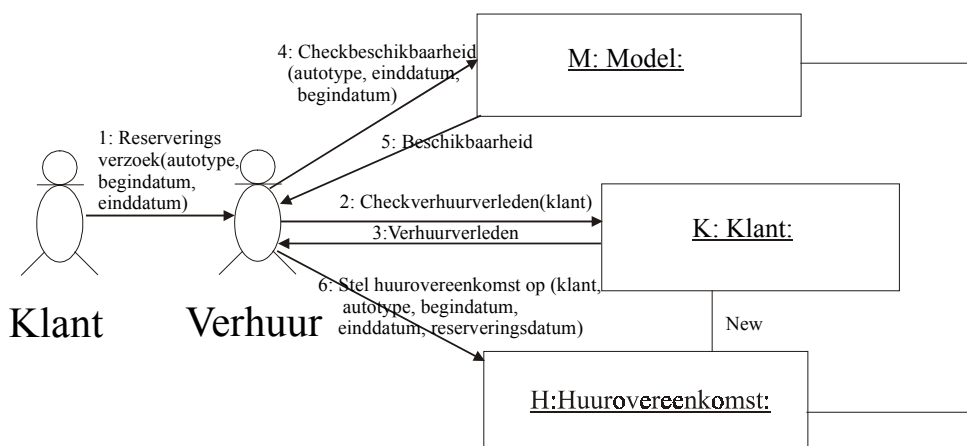 4: Checkbeschikbaarheid
(autotype, einddatum,
begindatum)
M: Model:
1: Reserverings
verzoek(autotype,
begindatum,
einddatum)
5: Beschikbaarheid
2: Checkverhuurverleden(klant)
3:Verhuurverleden
K: Klant:
6: Stel huurovereenkomst op (klant,
autotype, begindatum,
einddatum, reserveringsdatum)
Klant
Verhuur
New
H:Huurovereenkomst: